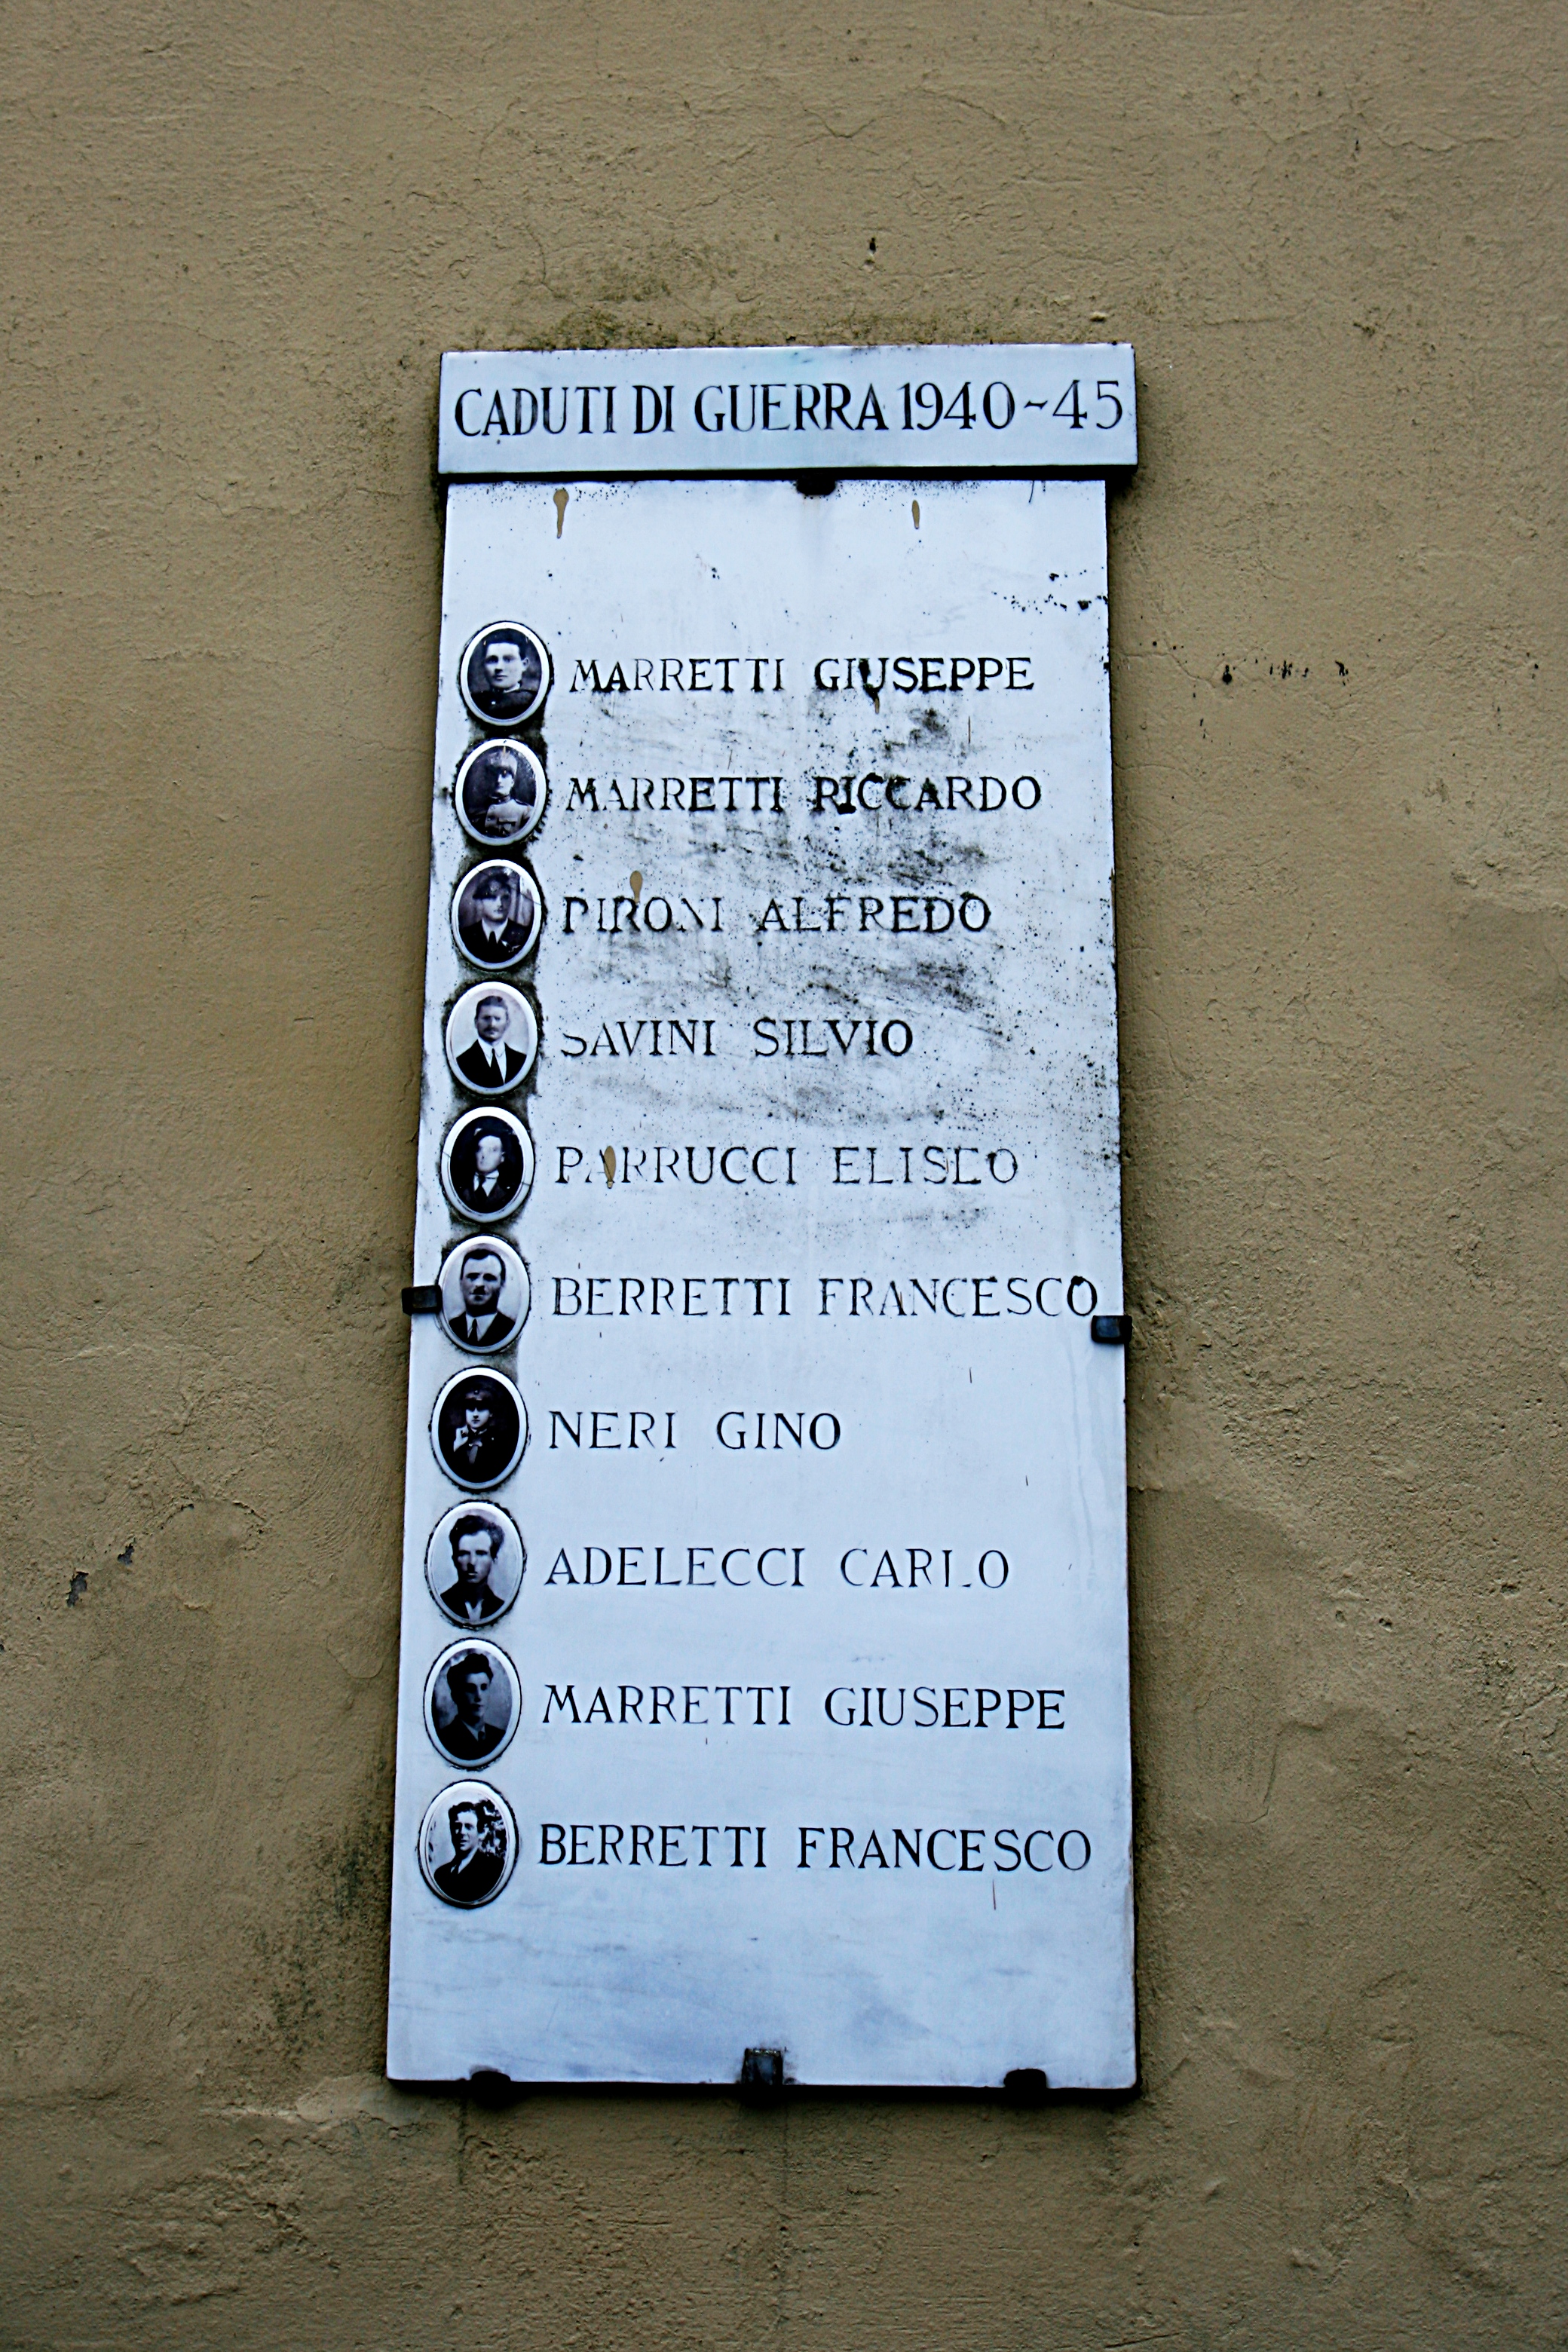 CADUTI DI GUERRA 1940-45
MARRETTI GIUSEPPE
MARRETTI RICCARDO
PIRONI ALFREDO
SAVINI SILVIO
PARRUCCI ELISEO
BERRETTI FRANCESCO
NERI GINO
ADELECCI CARLO
MARRETTI GIUSEPPE
BERRETTI FRANCESCO